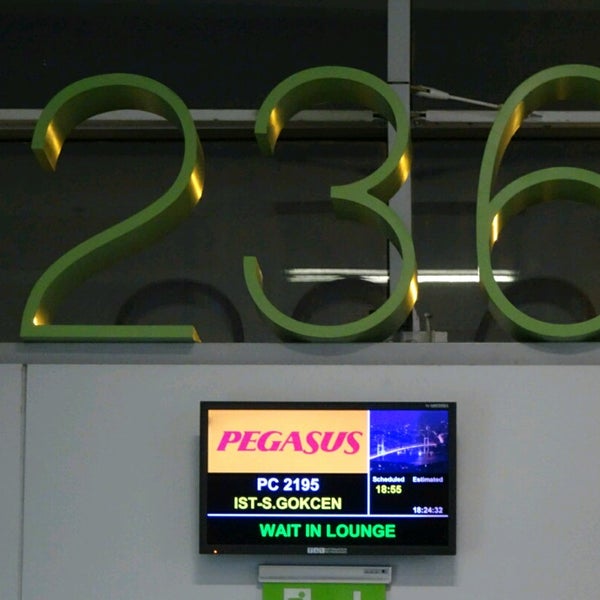 236
PEGASUS
PC 2195
IST-S.GOKCEN
Scheduled Estimated
18:55
18:24:32
WAIT IN LOUNGE